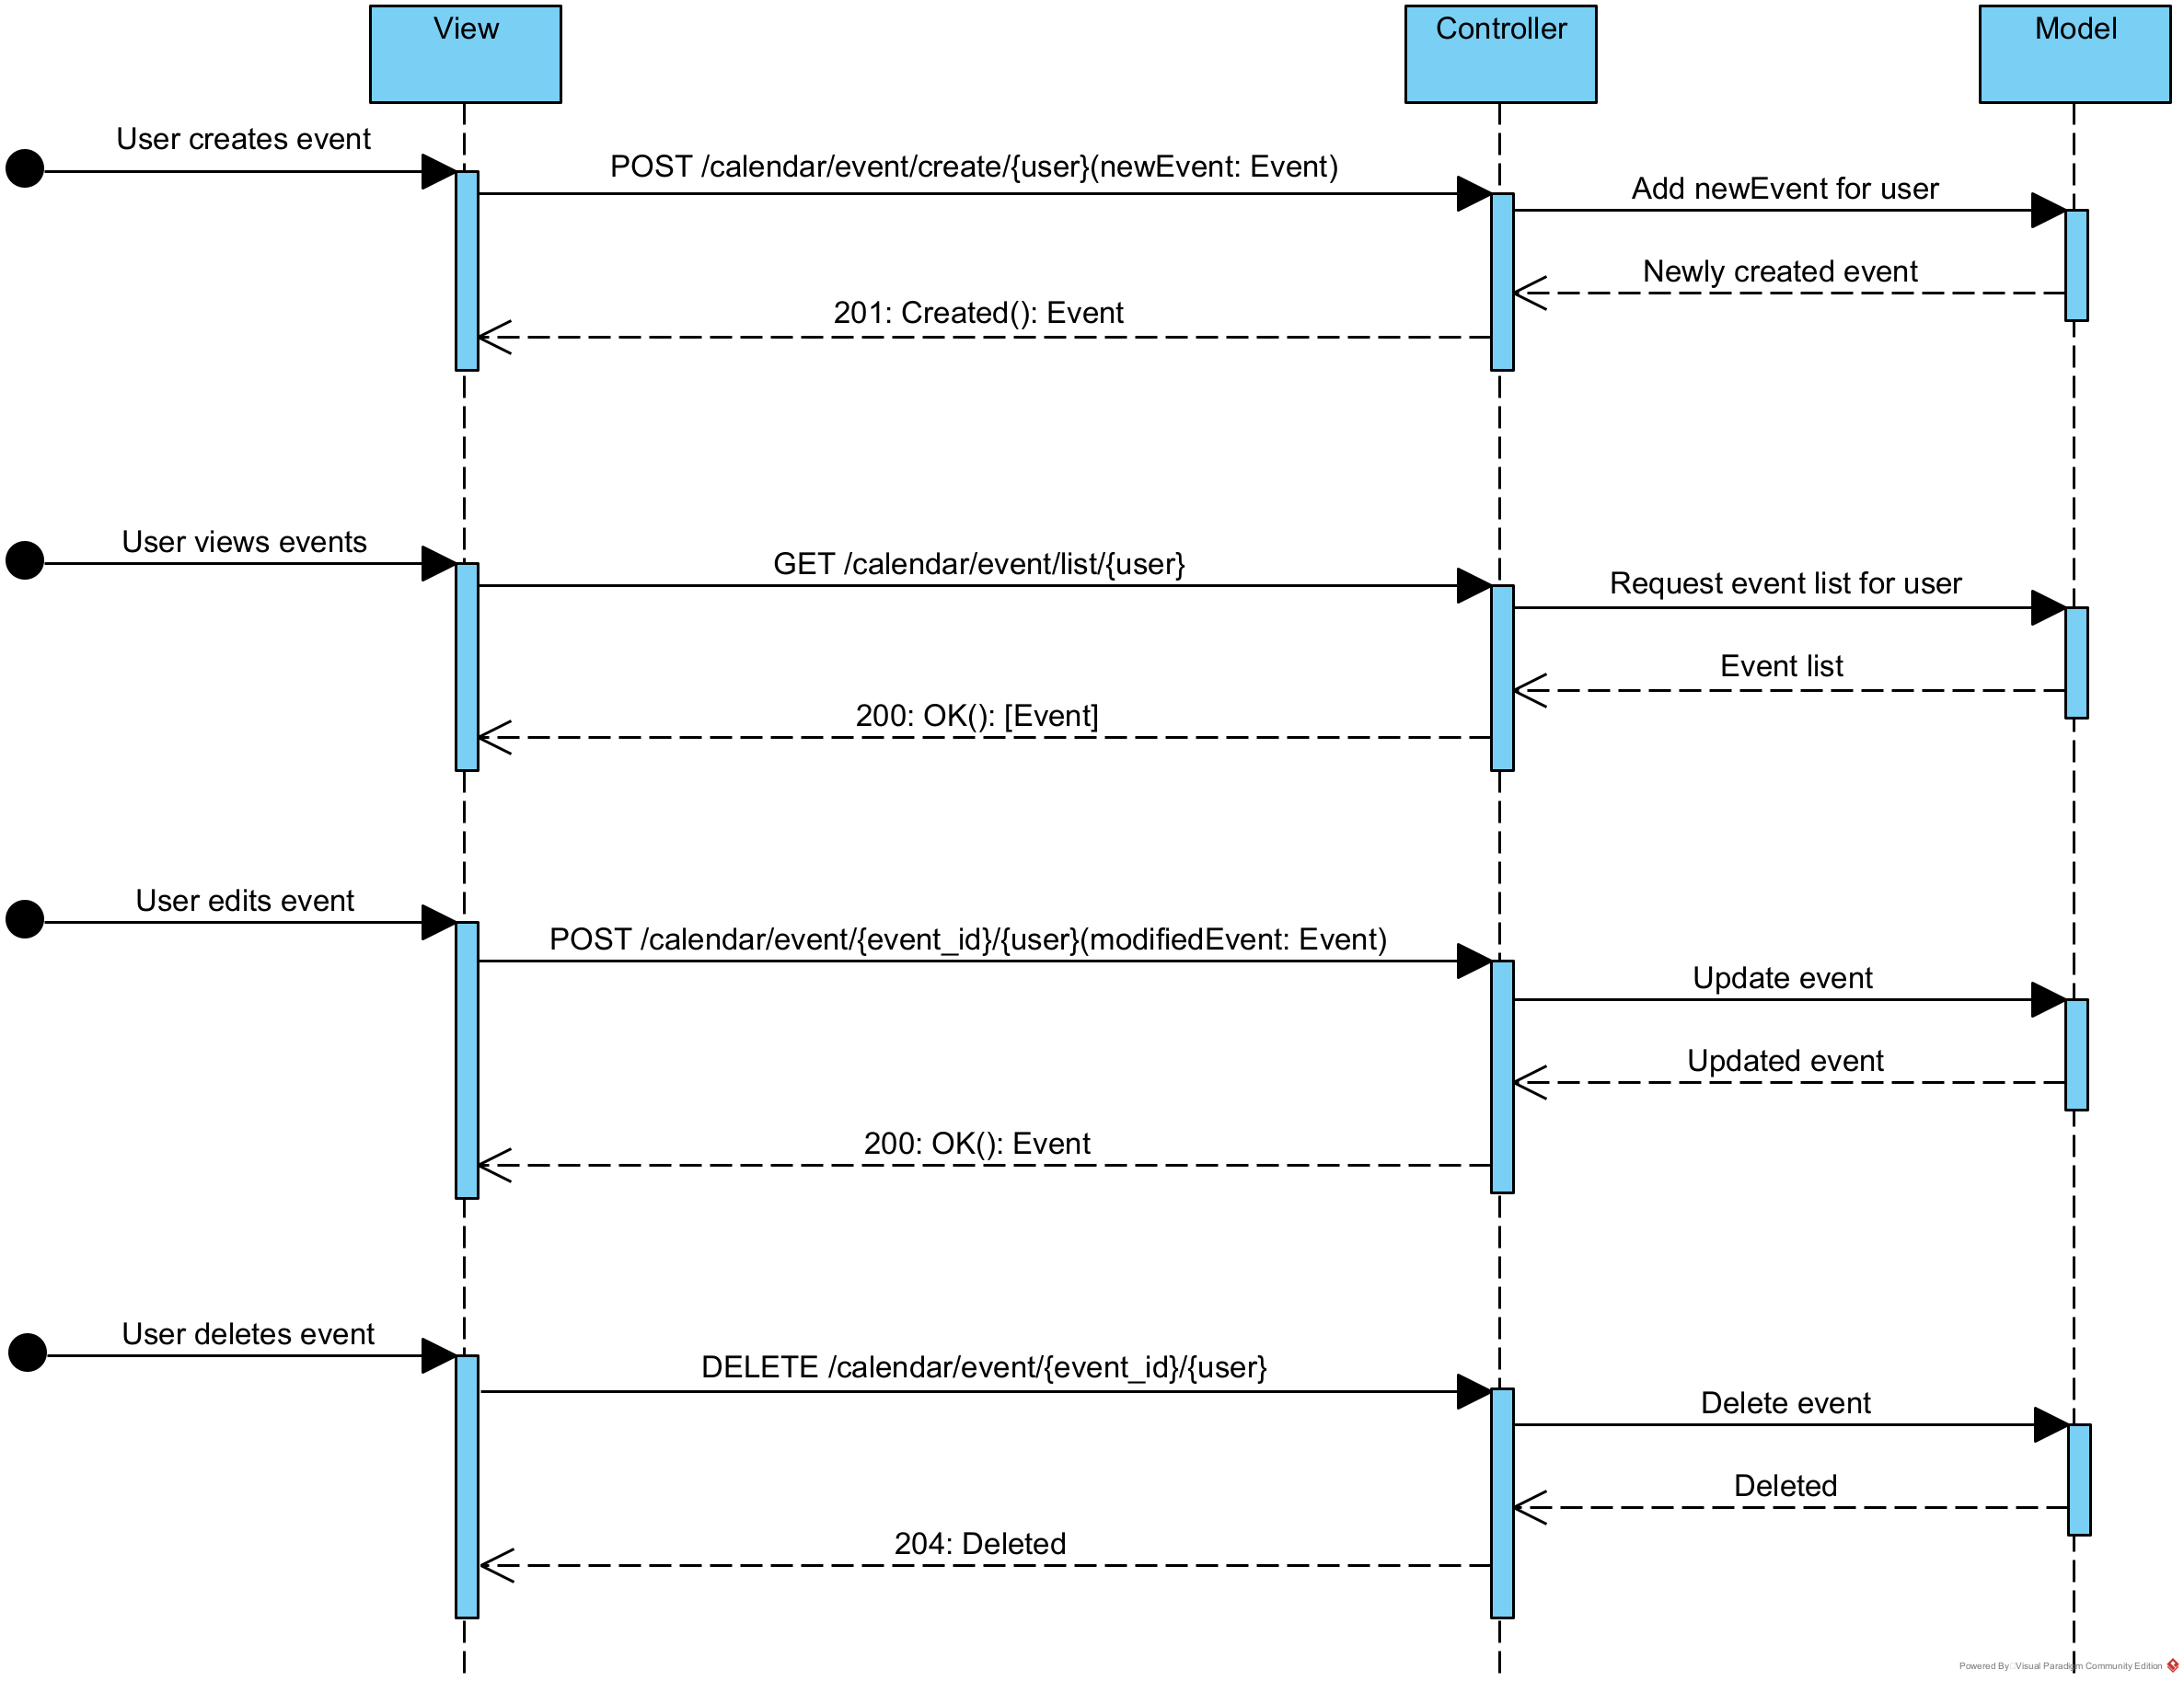 View
Controller
Model
User creates event
POST /calendar/event/create/{user}(newEvent: Event)
Add newEvent for user
Newly created event
201: Created(): Event
User views events
GET /calendar/event/list/{user}
Request event list for user
Event list
200: OK(): [Event]
User edits event
POST /calendar/event/{event_id}/{user}(modifiedEvent: Event)
Update event
Updated event
200: OK(): Event
User deletes event
DELETE /calendar/event/{event_id}/{user}
Delete event
Deleted
204: Deleted
Powered By Visual Paradigm Community Edition